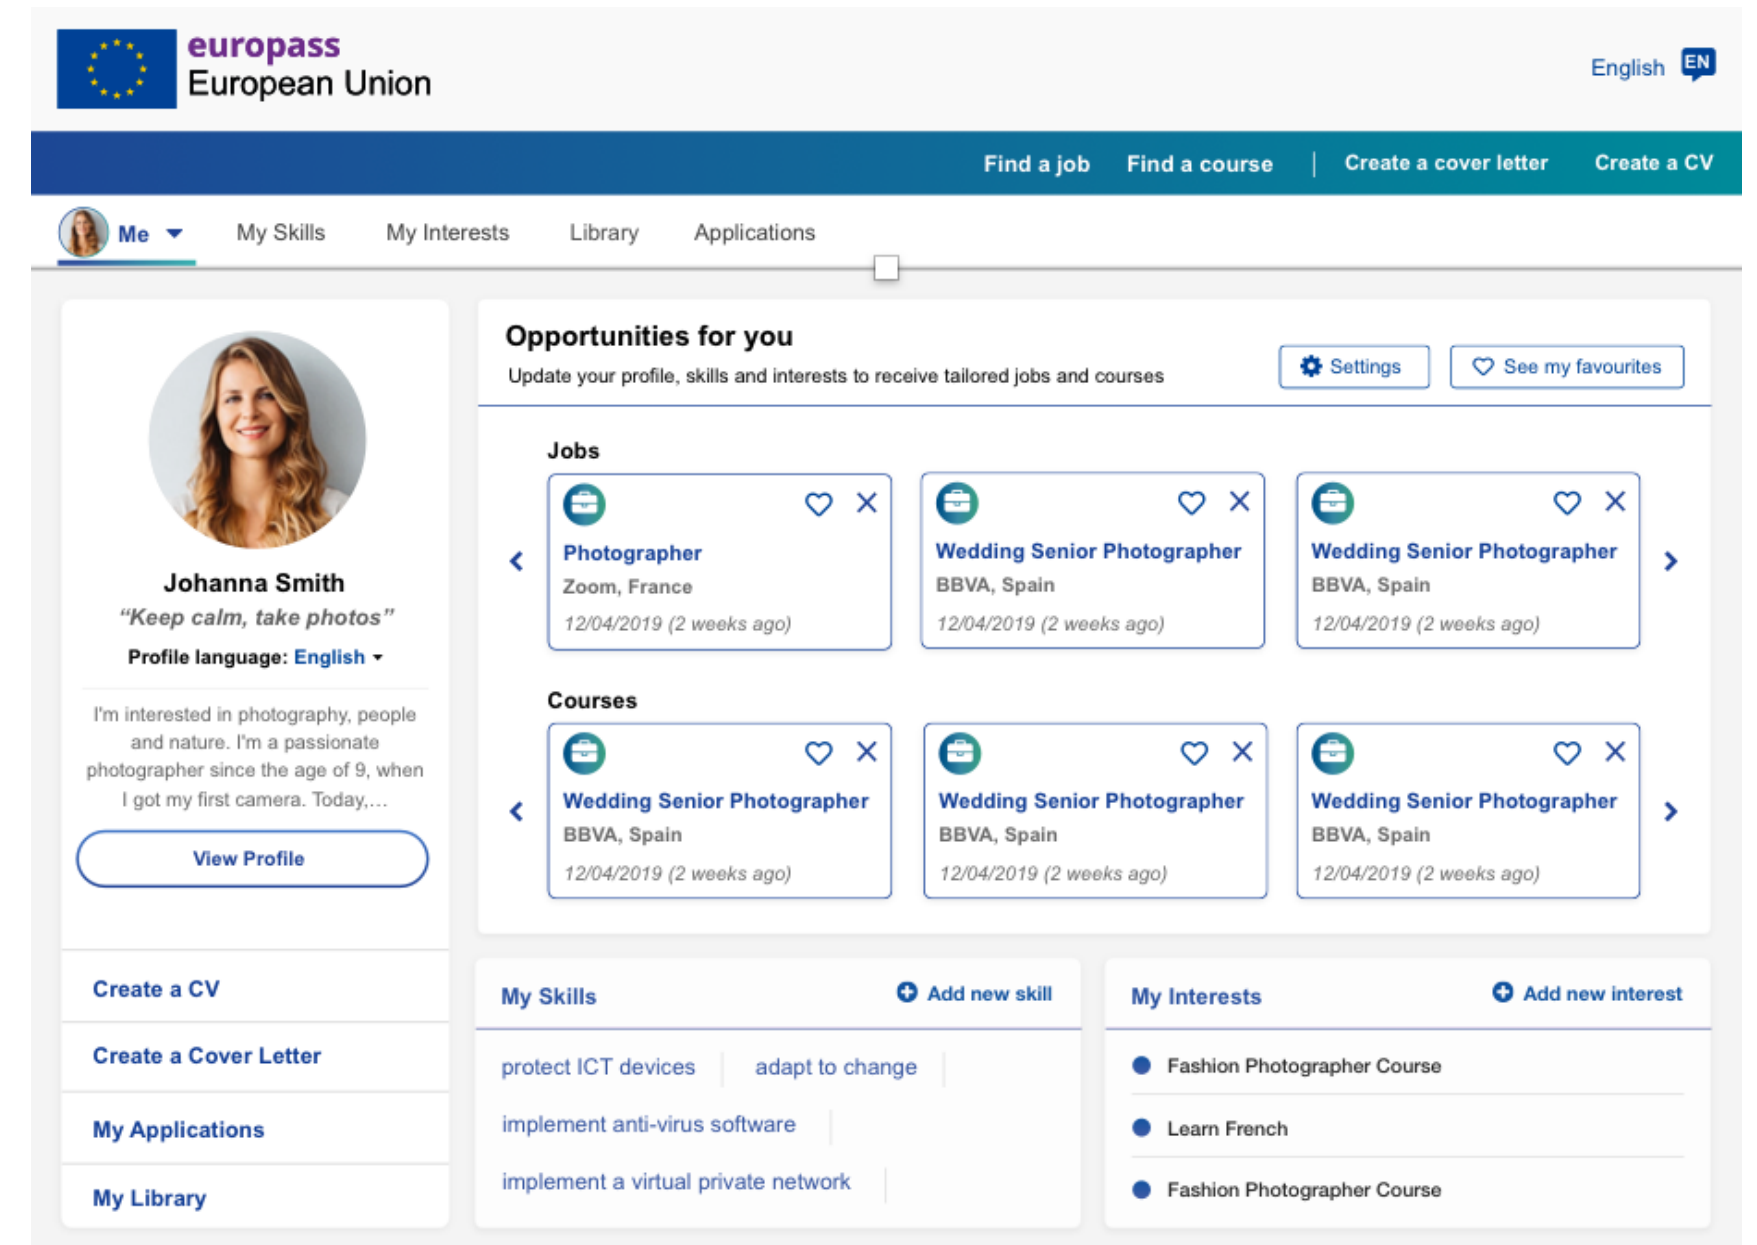 europass
European Union
English EN
Find a job Find a course Create a cover letter Create a CV
Me My Skills My Interests Library Applications
Johanna Smith
“Keep calm, take photos”
Profile language: English
I'm interested in photography, people
and nature. I'm a passionate
photographer since the age of 9, when
I got my first camera. Today,...
View Profile
Create a CV
Create a Cover Letter
My Applications
My Library
Opportunities for you
Update your profile, skills and interests to receive tailored jobs and courses
Settings
See my favourites
Jobs
Photographer
Zoom, France
12/04/2019 (2 weeks ago)
Wedding Senior Photographer
BBVA, Spain
12/04/2019 (2 weeks ago)
Wedding Senior Photographer
BBVA, Spain
12/04/2019 (2 weeks ago)
Courses
Wedding Senior Photographer
BBVA, Spain
12/04/2019 (2 weeks ago)
Wedding Senior Photographer
BBVA, Spain
12/04/2019 (2 weeks ago)
Wedding Senior Photographer
BBVA, Spain
12/04/2019 (2 weeks ago)
My Skills
Add new skill
protect ICT devices
adapt to change
implement anti-virus software
implement a virtual private network
My Interests
Add new interest
Fashion Photographer Course
Learn French
Fashion Photographer Course